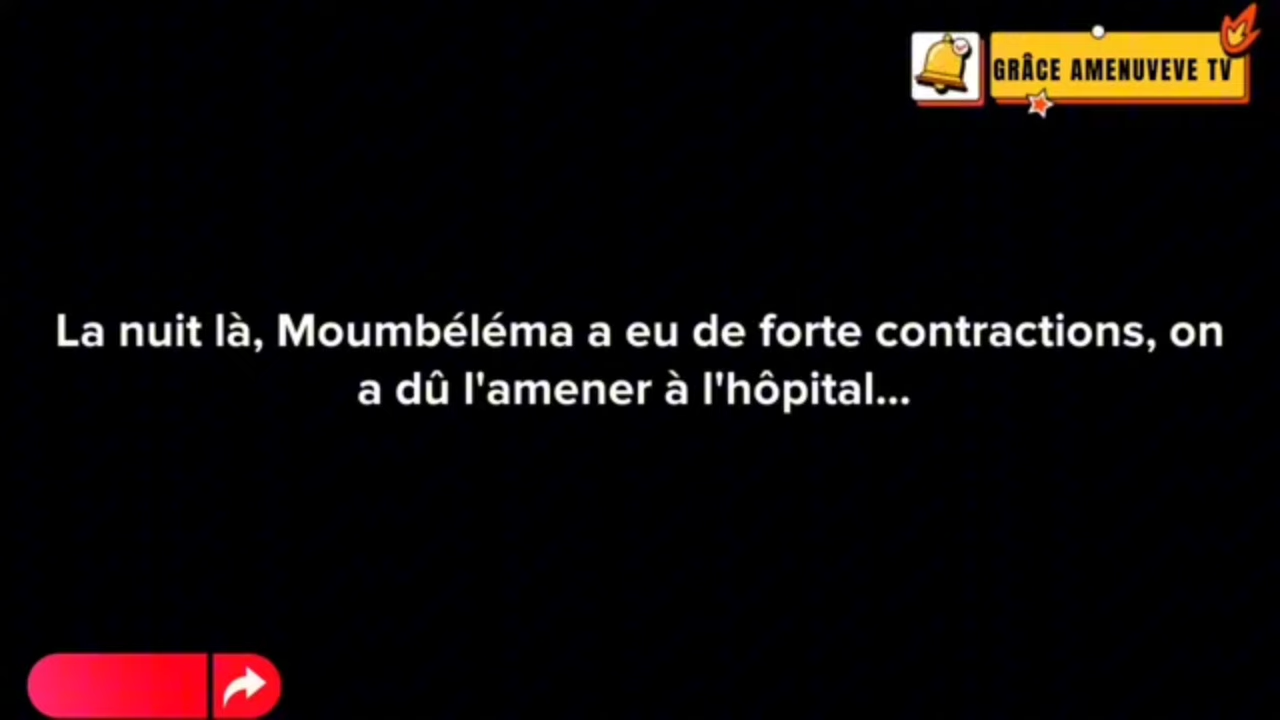 GRÂCE AMENUVEVE TV
La nuit là, Moumbéléma a eu de forte contractions, on
a dû l'amener à l'hôpital...